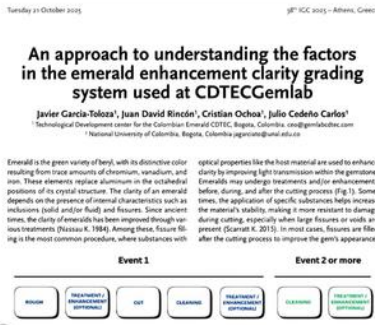 Tuesday 21 October 2025
38th IGC 2025 – Athens, Greece
An approach to understanding the factors
in the emerald enhancement clarity grading
system used at CDTECGemlab
Javier Garcia-Toloza¹, Juan David Rincón¹, Cristian Ochoa¹, Julio Cedeño Carlos¹
¹ Technological Development center for the Colombian Emerald CDTEC, Bogota, Colombia. ceo@gemlabcdtec.com
² National University of Colombia, Bogota, Colombia jagarciato@unal.edu.co
Emerald is the green variety of beryl, with its distinctive color
resulting from trace amounts of chromium, vanadium, and
iron. These elements replace aluminum in the octahedral
positions of its crystal structure. The clarity of an emerald
depends on the presence of internal characteristics such as
inclusions (solid and/or fluid) and fissures. Since ancient
times, the clarity of emeralds has been improved through var-
ious treatments (Nassau K. 1984). Among these, fissure fill-
ing is the most common procedure, where substances with
optical properties like the host material are used to enhance
clarity by improving light transmission within the gemstone.
Emeralds may undergo treatments and/or enhancement
before, during, and after the cutting process (Fig.1). Some
times, the application of specific substances helps increase
the material's stability, making it more resistant to damage
during cutting, especially when large fissures or voids are
present (Scarratt K. 2015). In most cases, fissures are filled
after the cutting process to improve the gem's appearance
Event 1
Event 2 or more
ROUGH
TREATMENT /
ENHANCEMENT
(OPTIONAL)
CUT
CLEANING
TREATMENT /
ENHANCEMENT
(OPTIONAL)
CLEANING
TREATMENT /
ENHANCEMENT
(OPTIONAL)